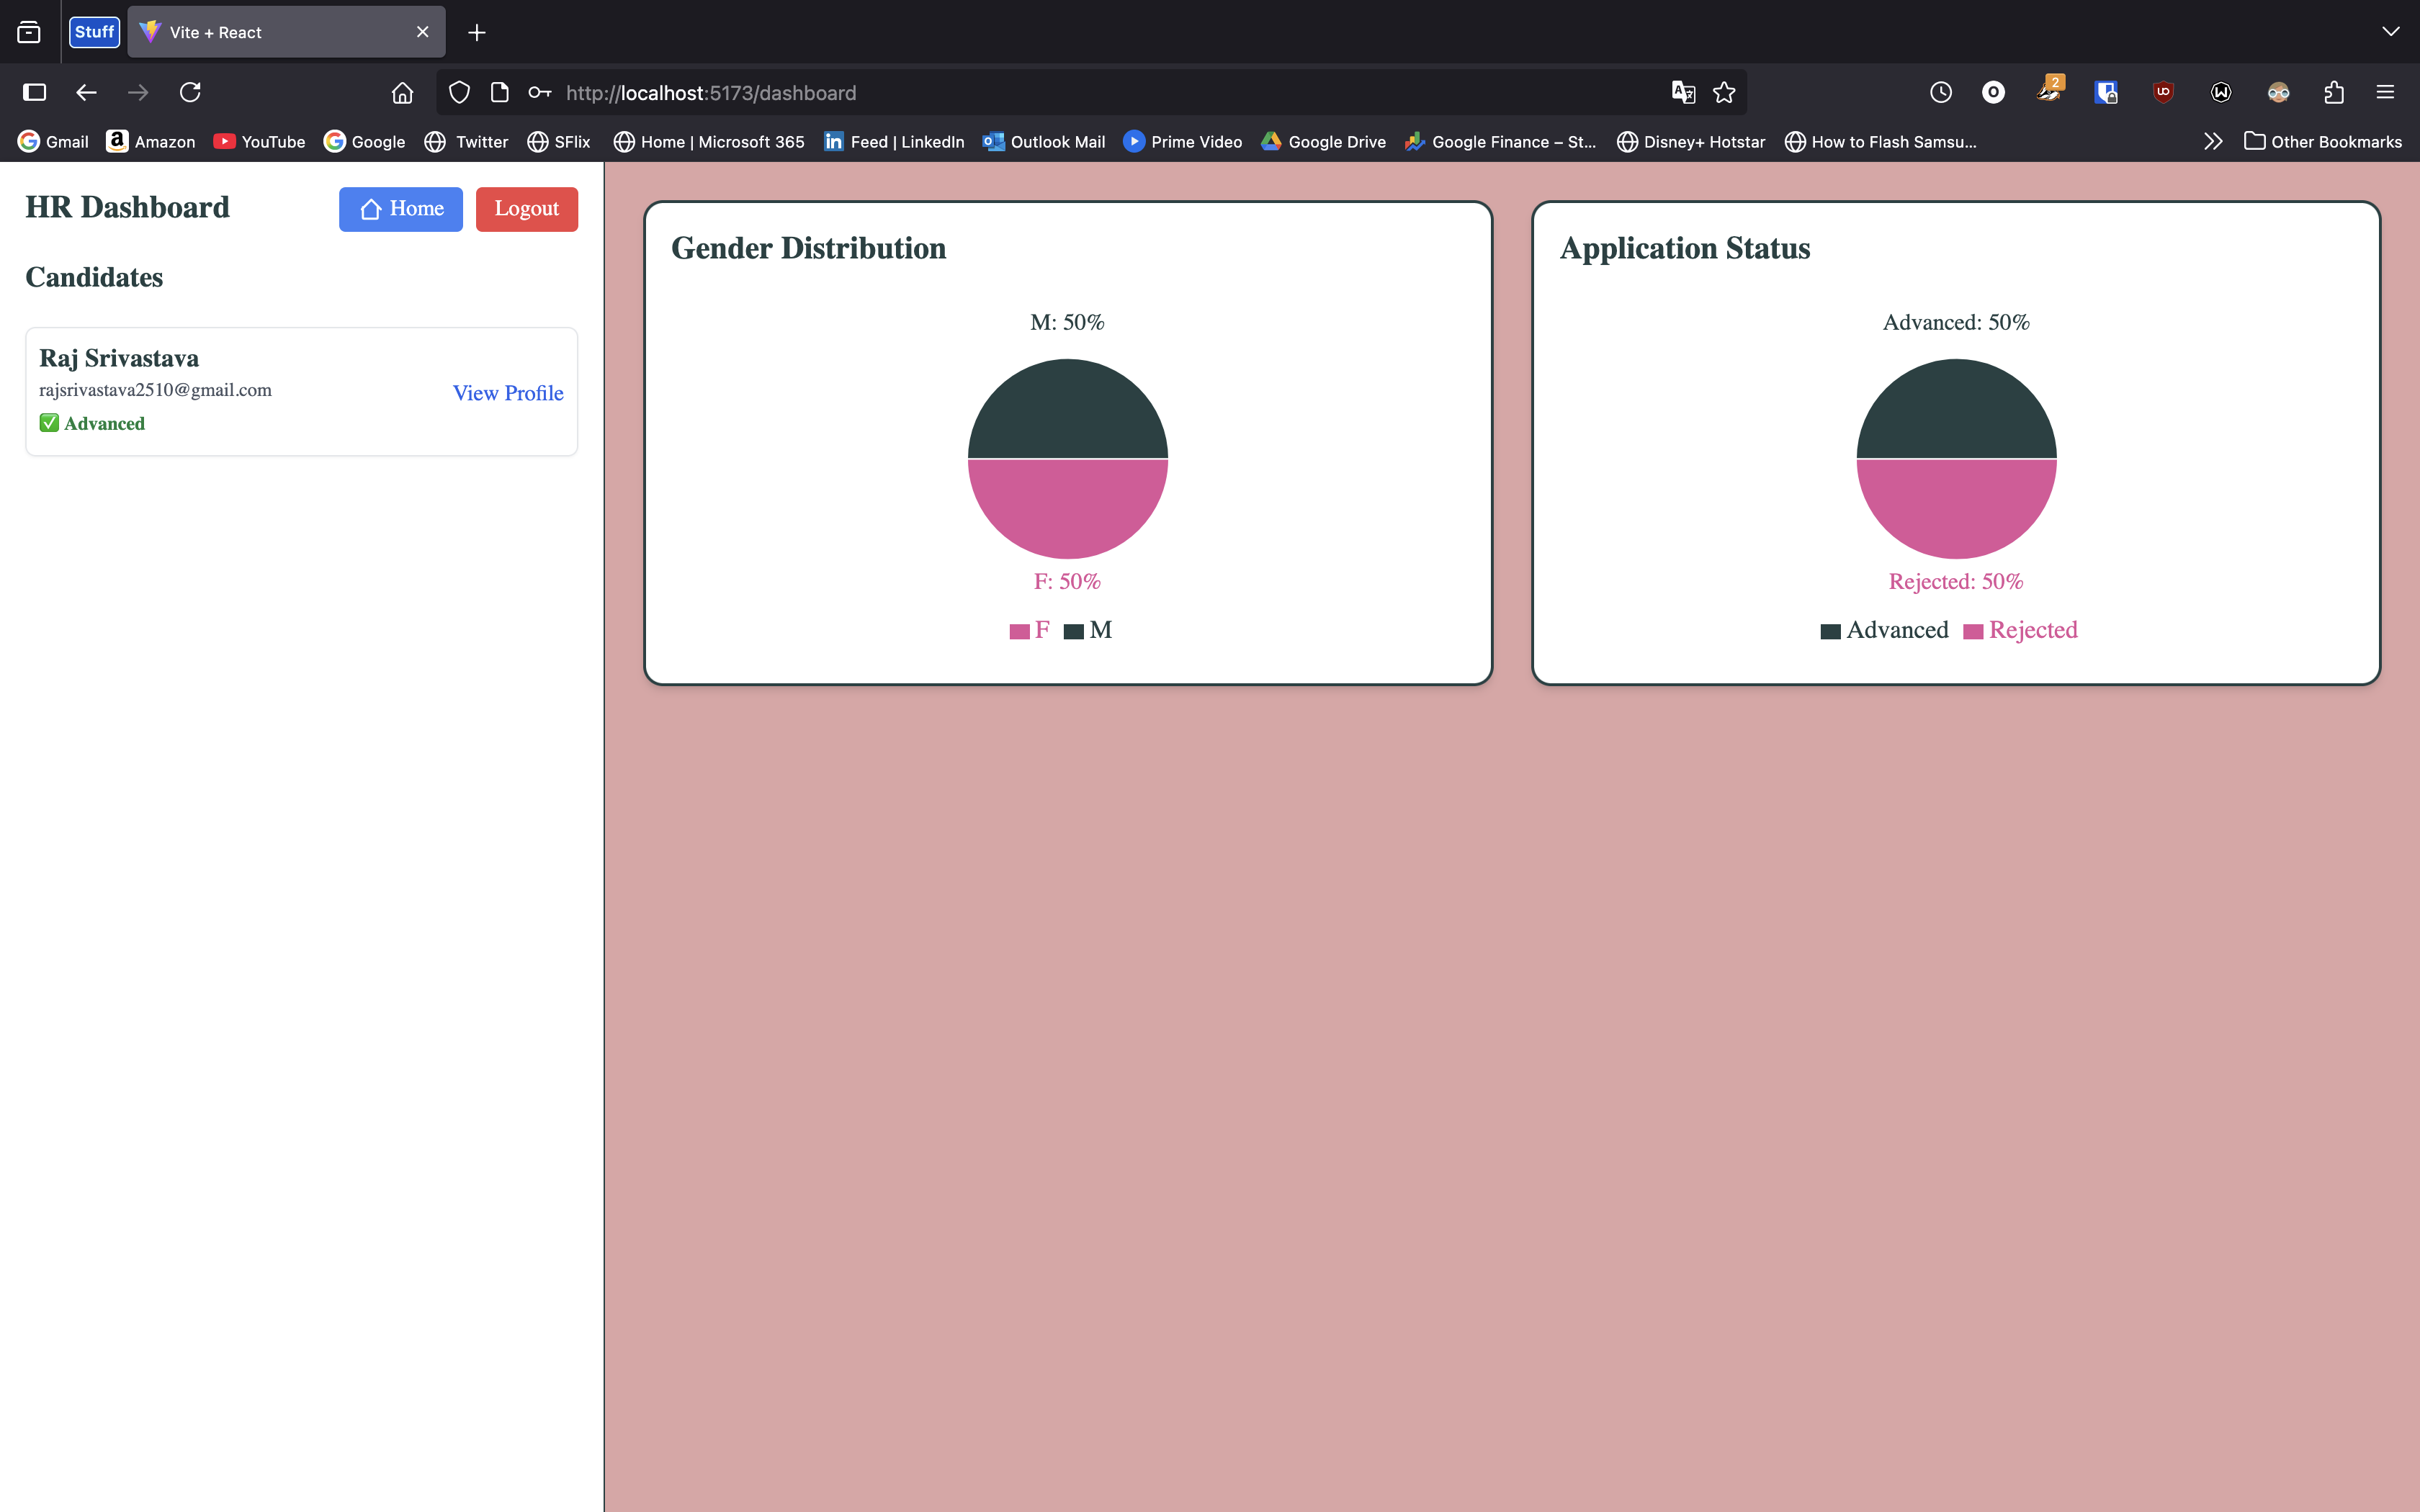 Stuff
Vite + React
http://localhost:5173/dashboard
2
Gmail Amazon YouTube Google Twitter SFlix Home | Microsoft 365 Feed | LinkedIn Outlook Mail Prime Video Google Drive Google Finance – St... Disney+ Hotstar How to Flash Samsu... Other Bookmarks
HR Dashboard
Home
Logout
Candidates
Raj Srivastava
rajsrivastava2510@gmail.com
View Profile
✅ Advanced
Gender Distribution
M: 50%
F: 50%
F M
Application Status
Advanced: 50%
Rejected: 50%
Advanced Rejected